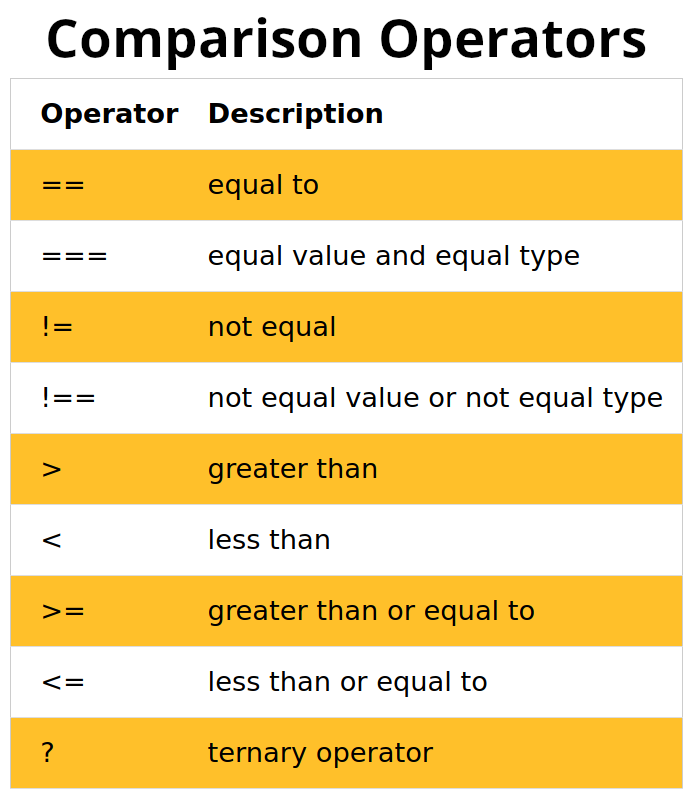 Comparison Operators
Operator Description
== equal to
=== equal value and equal type
!= not equal
!== not equal value or not equal type
> greater than
< less than
>= greater than or equal to
<= less than or equal to
? ternary operator